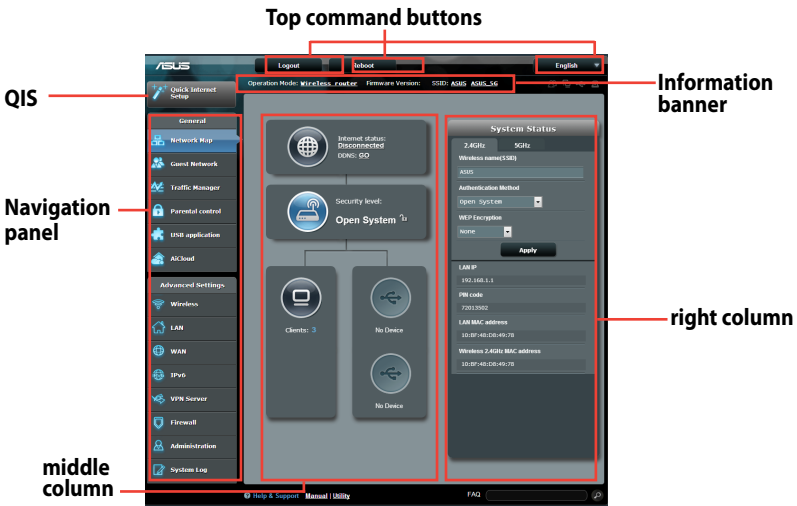 Top command buttons
ASUS
Logout
Reboot
English
Operation Mode: Wireless router Firmware Version: SSID: ASUS ASUS_5G
Information
banner
QIS
Quick Internet
Setup
General
Network Map
Guest Network
Traffic Manager
Parental control
USB application
AiCloud
Advanced Settings
Wireless
LAN
WAN
IPv6
VPN Server
Firewall
Administration
System Log
Navigation
panel
Internet status:
Disconnected
DDNS: GO
Security level:
Open System
Clients: 3
No Device
No Device
System Status
2.4GHz 5GHz
Wireless name(SSID)
ASUS
Authentication Method
Open System
WEP Encryption
None
Apply
LAN IP
192.168.1.1
PIN code
72013582
LAN MAC address
10:BF:48:D8:49:78
Wireless 2.4GHz MAC address
10:BF:48:D8:49:78
right column
middle
column
Help & Support Manual | Utility
FAQ